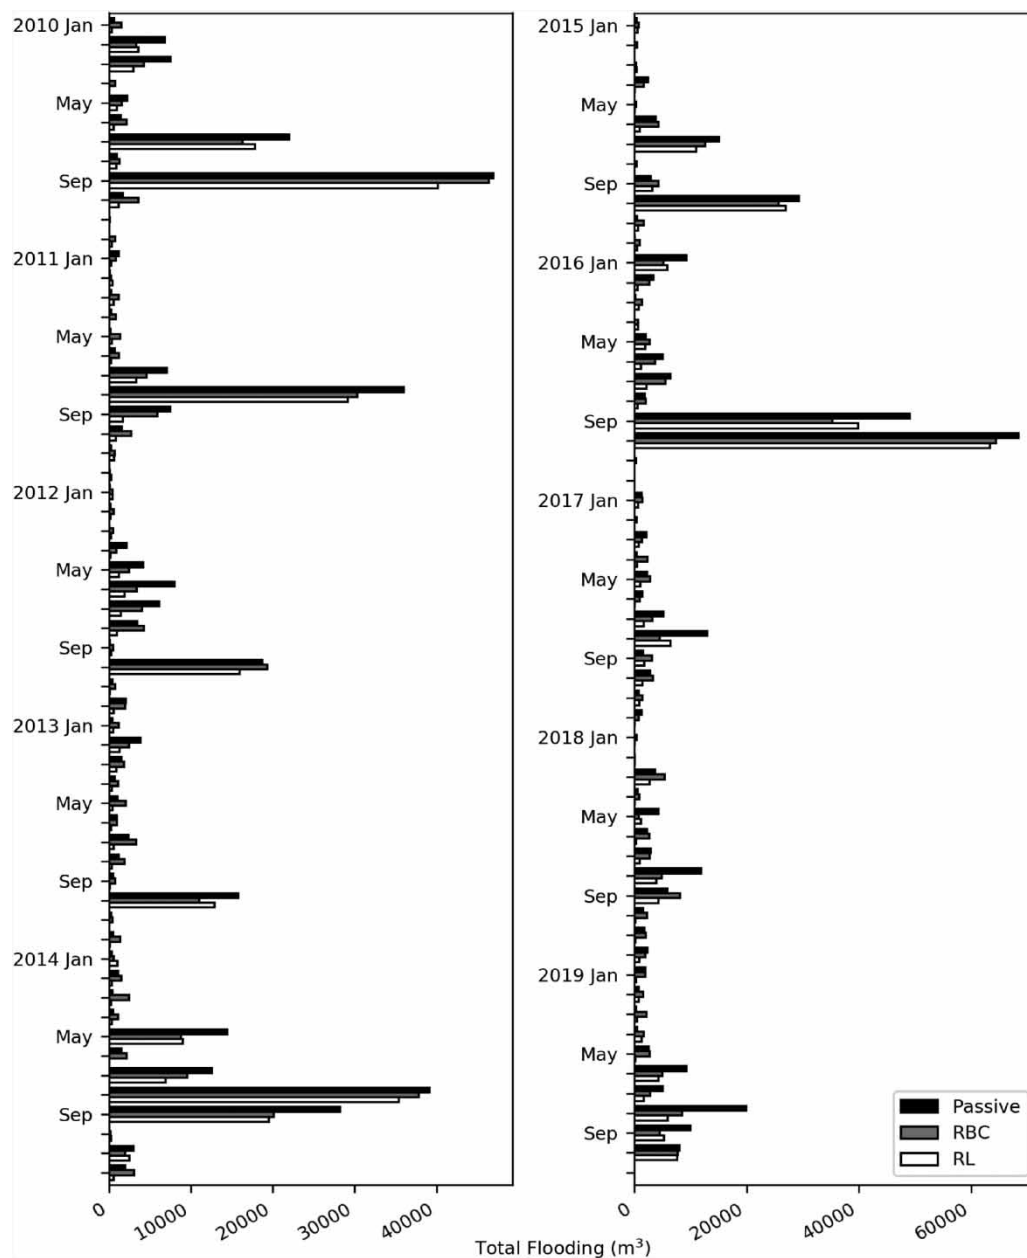 2010 Jan
May
Sep
2011 Jan
May
Sep
2012 Jan
May
Sep
2013 Jan
May
Sep
2014 Jan
May
Sep
0
10000
20000
30000
40000
2015 Jan
May
Sep
2016 Jan
May
Sep
2017 Jan
May
Sep
2018 Jan
May
Sep
2019 Jan
May
Sep
0
20000
40000
60000
Passive
RBC
RL
Total Flooding (m³)